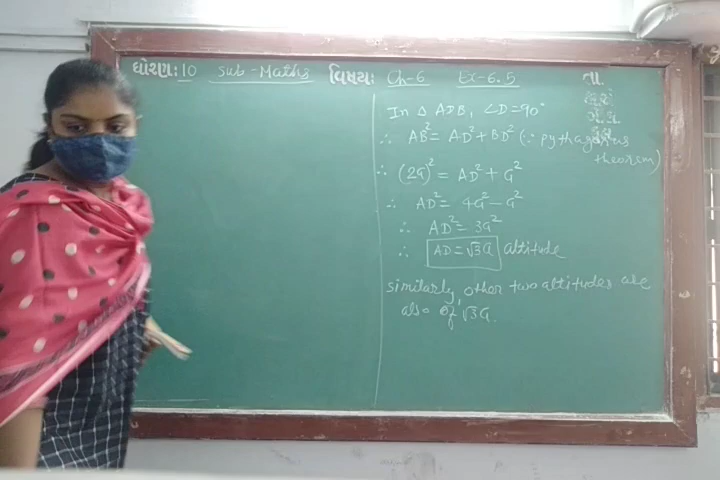 ધોરણ: 10 sub-Maths વિષય: Ch-6 Ex-6.5 તા.
In △ ADB, ∠D=90°
∴ AB² = AD² + BD² (∵ pythagorus
theorem)
∴ (2a)² = AD² + a²
∴ AD² = 4a² - a²
∴ AD² = 3a²
∴ AD = √3a altitude
similarly, other two altitudes are
also of √3a.